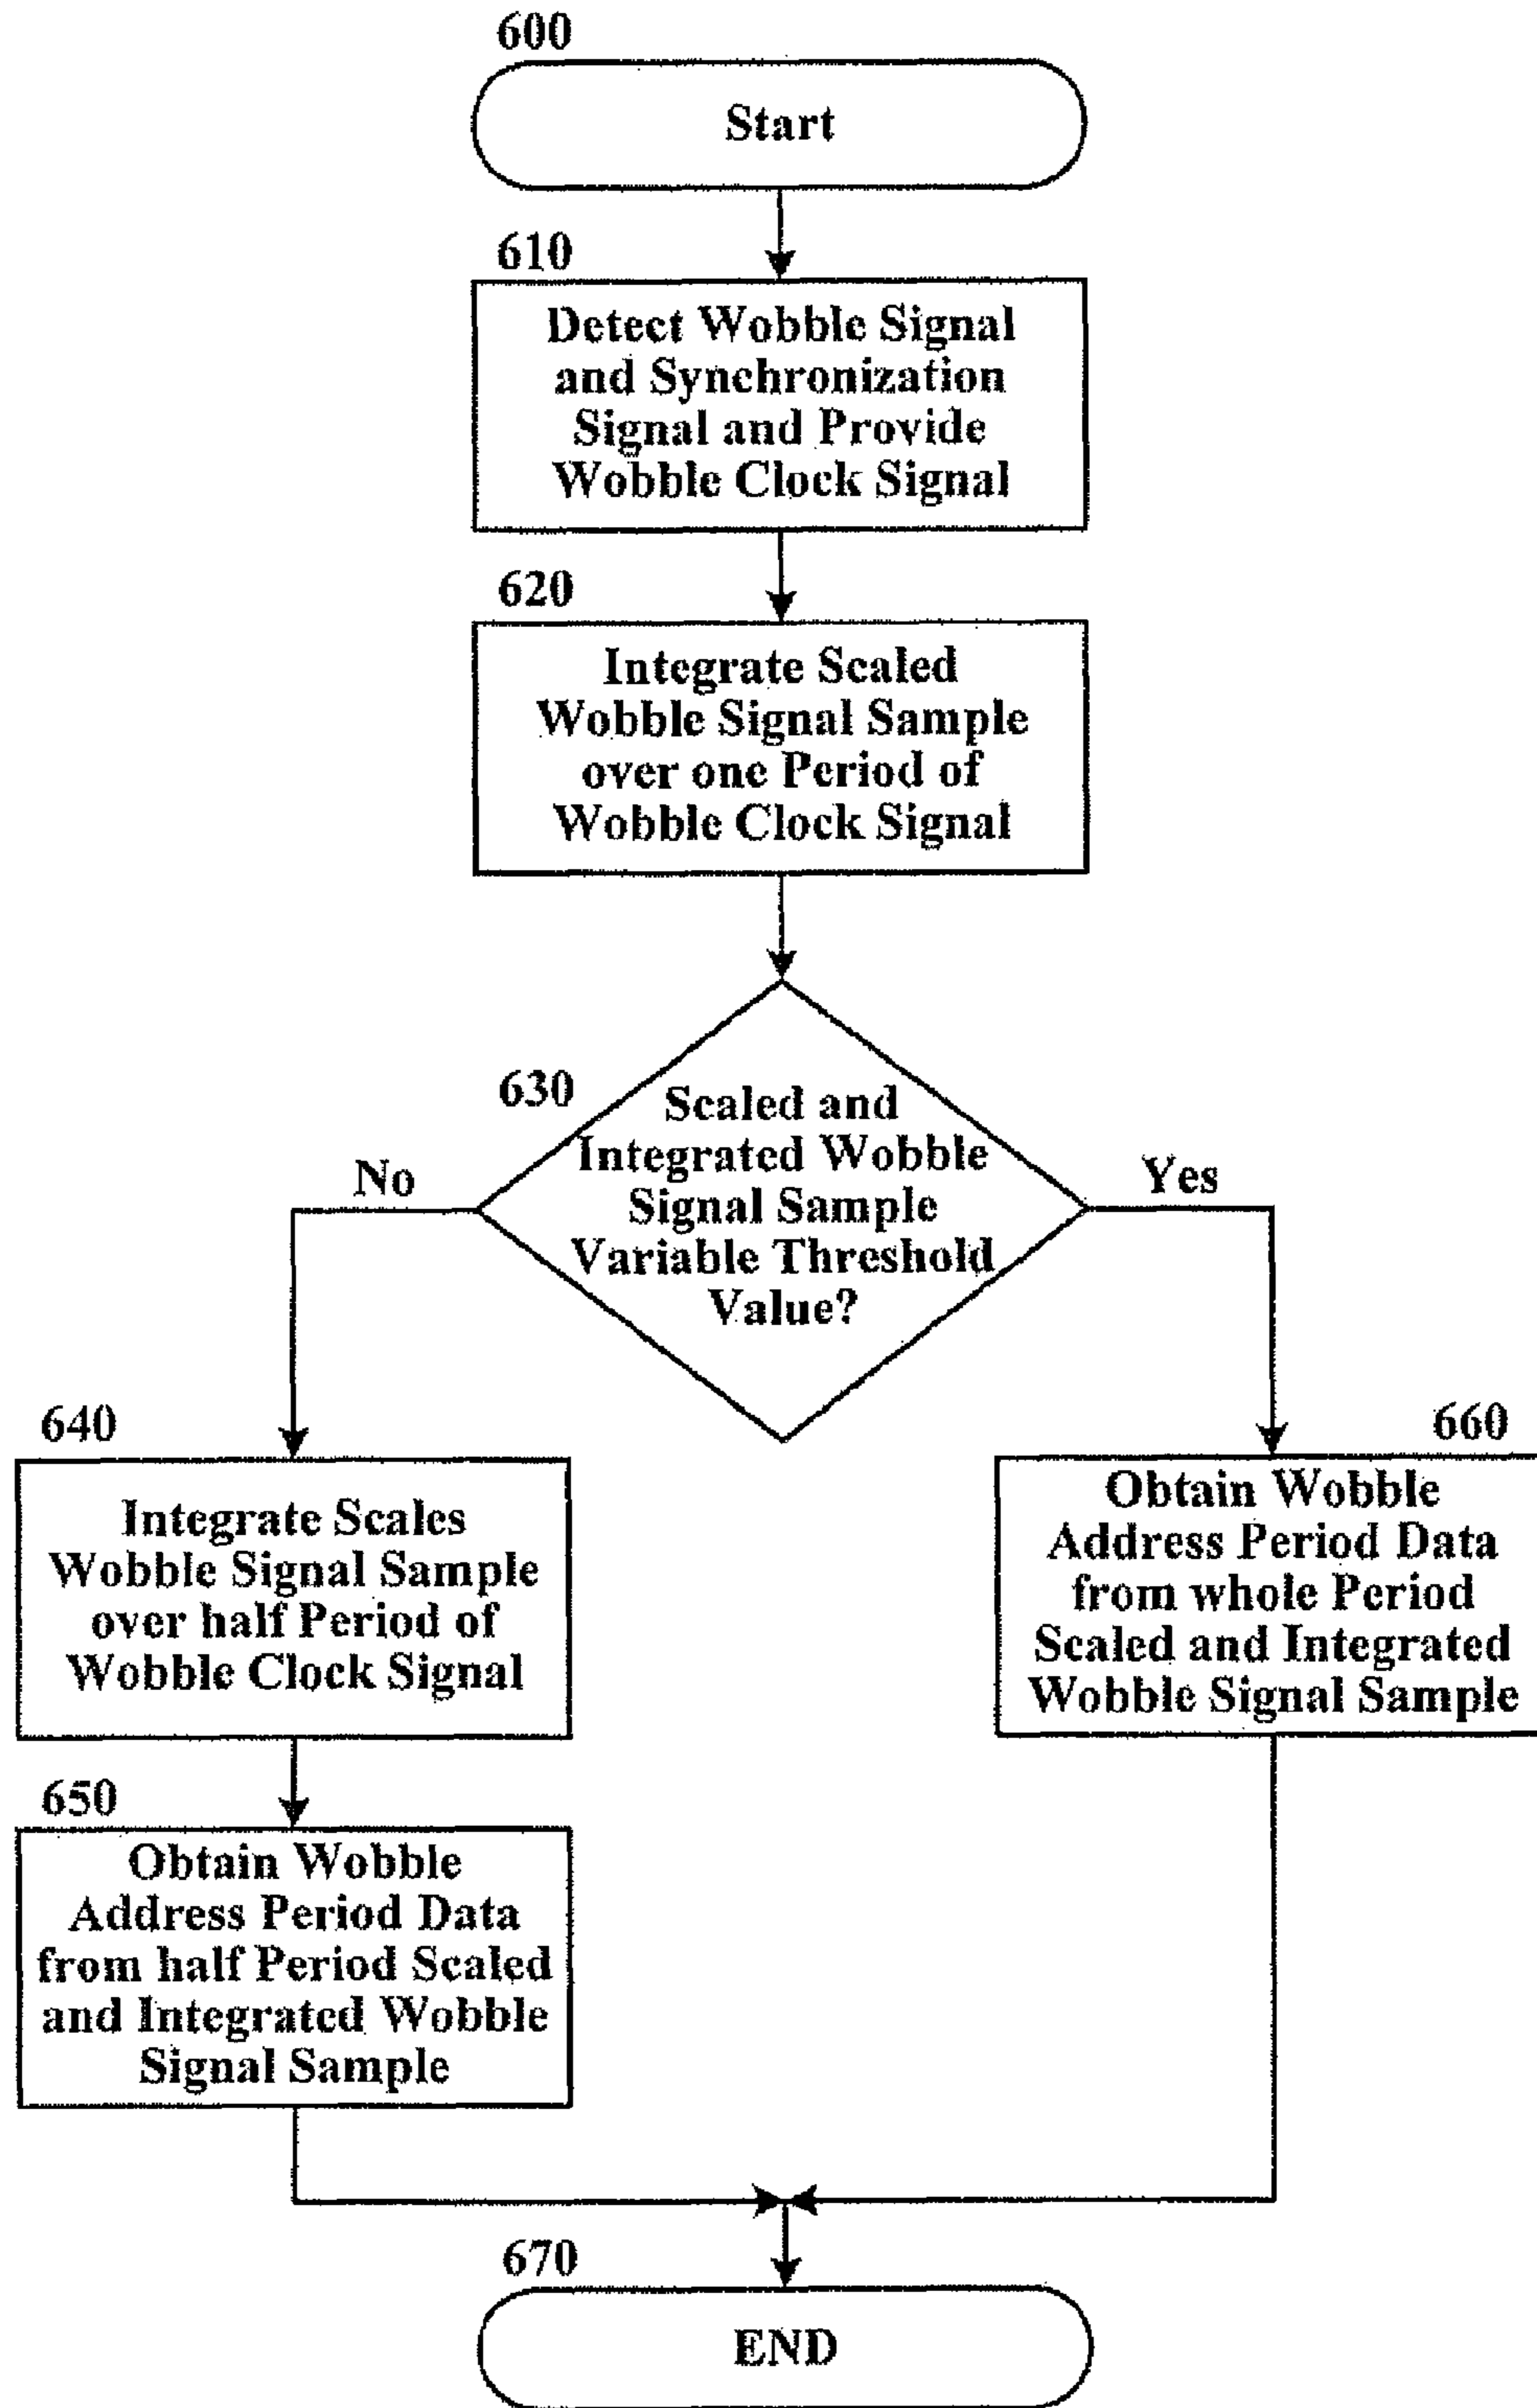 600
Start
610
Detect Wobble Signal
and Synchronization
Signal and Provide
Wobble Clock Signal
620
Integrate Scaled
Wobble Signal Sample
over one Period of
Wobble Clock Signal
630
Scaled and
Integrated Wobble
Signal Sample
Variable Threshold
Value?
No
Yes
640
Integrate Scales
Wobble Signal Sample
over half Period of
Wobble Clock Signal
660
Obtain Wobble
Address Period Data
from whole Period
Scaled and Integrated
Wobble Signal Sample
650
Obtain Wobble
Address Period Data
from half Period Scaled
and Integrated Wobble
Signal Sample
670
END